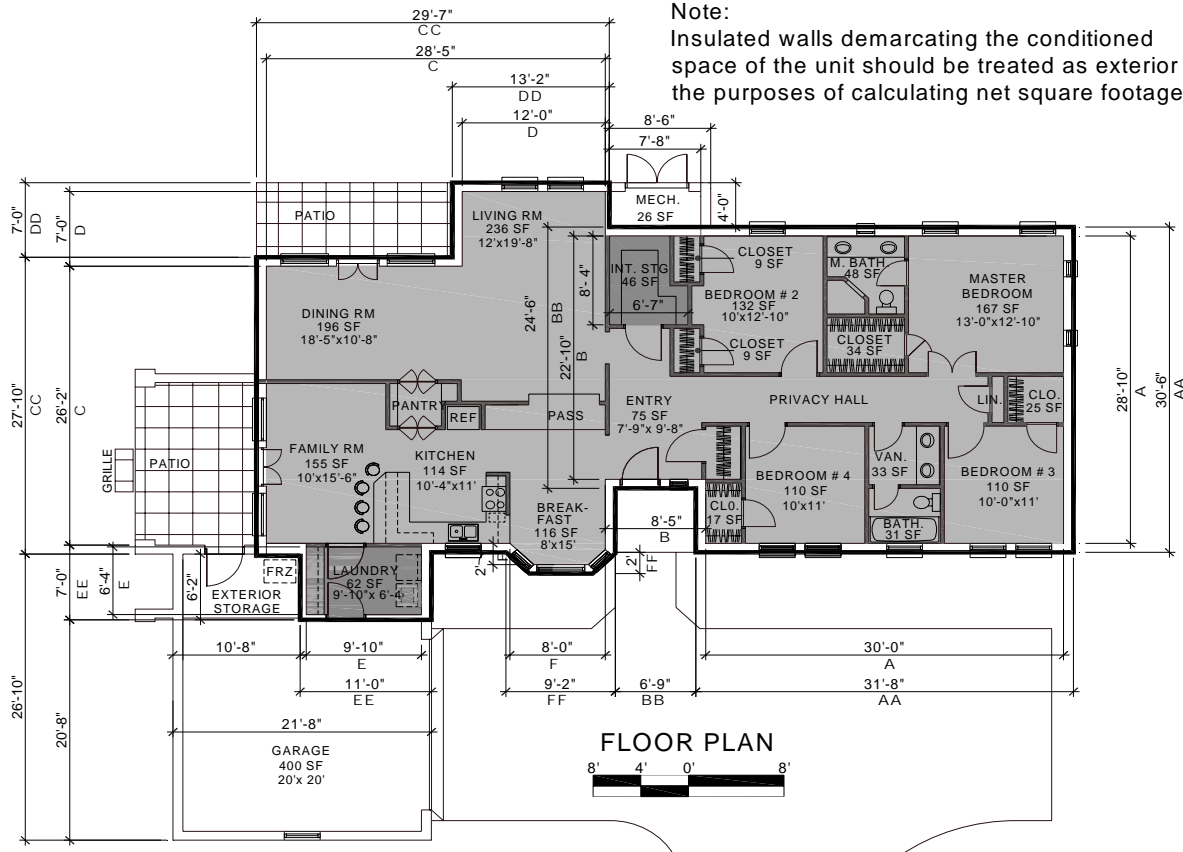 Note:
Insulated walls demarcating the conditioned
space of the unit should be treated as exterior
the purposes of calculating net square footage
29'-7"
CC
28'-5"
C
13'-2"
DD
12'-0"
D
8'-6"
7'-8"
4'-0"
7'-0"
DD
7'-0"
D
PATIO
LIVING RM
236 SF
12'x19'-8"
MECH.
26 SF
INT. STG
46 SF
8'- 4"
6'-7"
CLOSET
9 SF
BEDROOM # 2
132 SF
10'x12'-10"
CLOSET
9 SF
M. BATH.
48 SF
MASTER
BEDROOM
167 SF
13'-0"x12'-10"
CLOSET
34 SF
DINING RM
196 SF
18'-5"x10'-8"
24'-6"
BB
22'-10"
B
27'-10"
CC
26'-2"
C
28'-10"
A
30'-6"
AA
PANTRY
REF
PASS
ENTRY
75 SF
7'-9"x 9'-8"
PRIVACY HALL
LIN.
CLO.
25 SF
GRILLE
PATIO
FAMILY RM
155 SF
10'x15'-6"
KITCHEN
114 SF
10'-4"x11'
BREAK-
FAST
116 SF
8'x15'
CLO.
17 SF
BEDROOM # 4
110 SF
10'x11'
VAN.
33 SF
BATH.
31 SF
BEDROOM # 3
110 SF
10'-0"x11'
8'-5"
B
2'
F
2'
FF
7'-0"
EE
6'-4"
E
6'-2"
FRZ
EXTERIOR
STORAGE
LAUNDRY
62 SF
9'-10"x 6'-4"
10'-8"
9'-10"
E
8'-0"
F
30'-0"
A
11'-0"
EE
9'-2"
FF
6'-9"
BB
31'-8"
AA
26'-10"
20'-8"
21'-8"
GARAGE
400 SF
20'x 20'
FLOOR PLAN
8' 4' 0' 8'